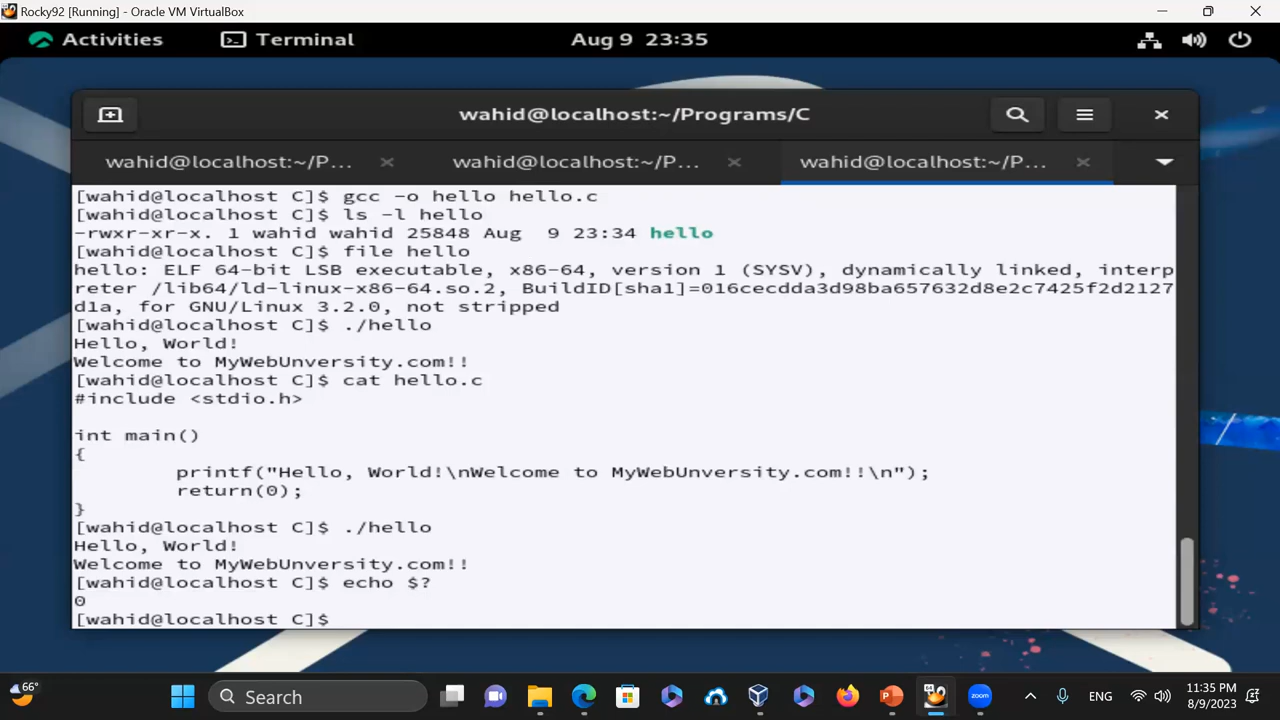 Rocky92 [Running] - Oracle VM VirtualBox
Activities Terminal Aug 9 23:35
wahid@localhost:~/Programs/C
wahid@localhost:~/P... wahid@localhost:~/P... wahid@localhost:~/P...
[wahid@localhost C]$ gcc -o hello hello.c
[wahid@localhost C]$ ls -l hello
-rwxr-xr-x. 1 wahid wahid 25848 Aug  9 23:34 hello
[wahid@localhost C]$ file hello
hello: ELF 64-bit LSB executable, x86-64, version 1 (SYSV), dynamically linked, interp
reter /lib64/ld-linux-x86-64.so.2, BuildID[sha1]=016cecdda3d98ba657632d8e2c7425f2d2127
d1a, for GNU/Linux 3.2.0, not stripped
[wahid@localhost C]$ ./hello
Hello, World!
Welcome to MyWebUnversity.com!!
[wahid@localhost C]$ cat hello.c
#include <stdio.h>
int main()
{
        printf("Hello, World!\nWelcome to MyWebUnversity.com!!\n");
        return(0);
}
[wahid@localhost C]$ ./hello
Hello, World!
Welcome to MyWebUnversity.com!!
[wahid@localhost C]$ echo $?
0
[wahid@localhost C]$
66° Search zoom ENG 11:35 PM
8/9/2023